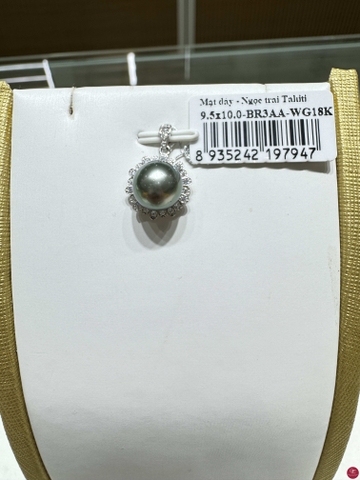 Mặt dây - Ngọc trai Tahiti
9.5x10.0-BR3AA-WG18K
8 935242 197947